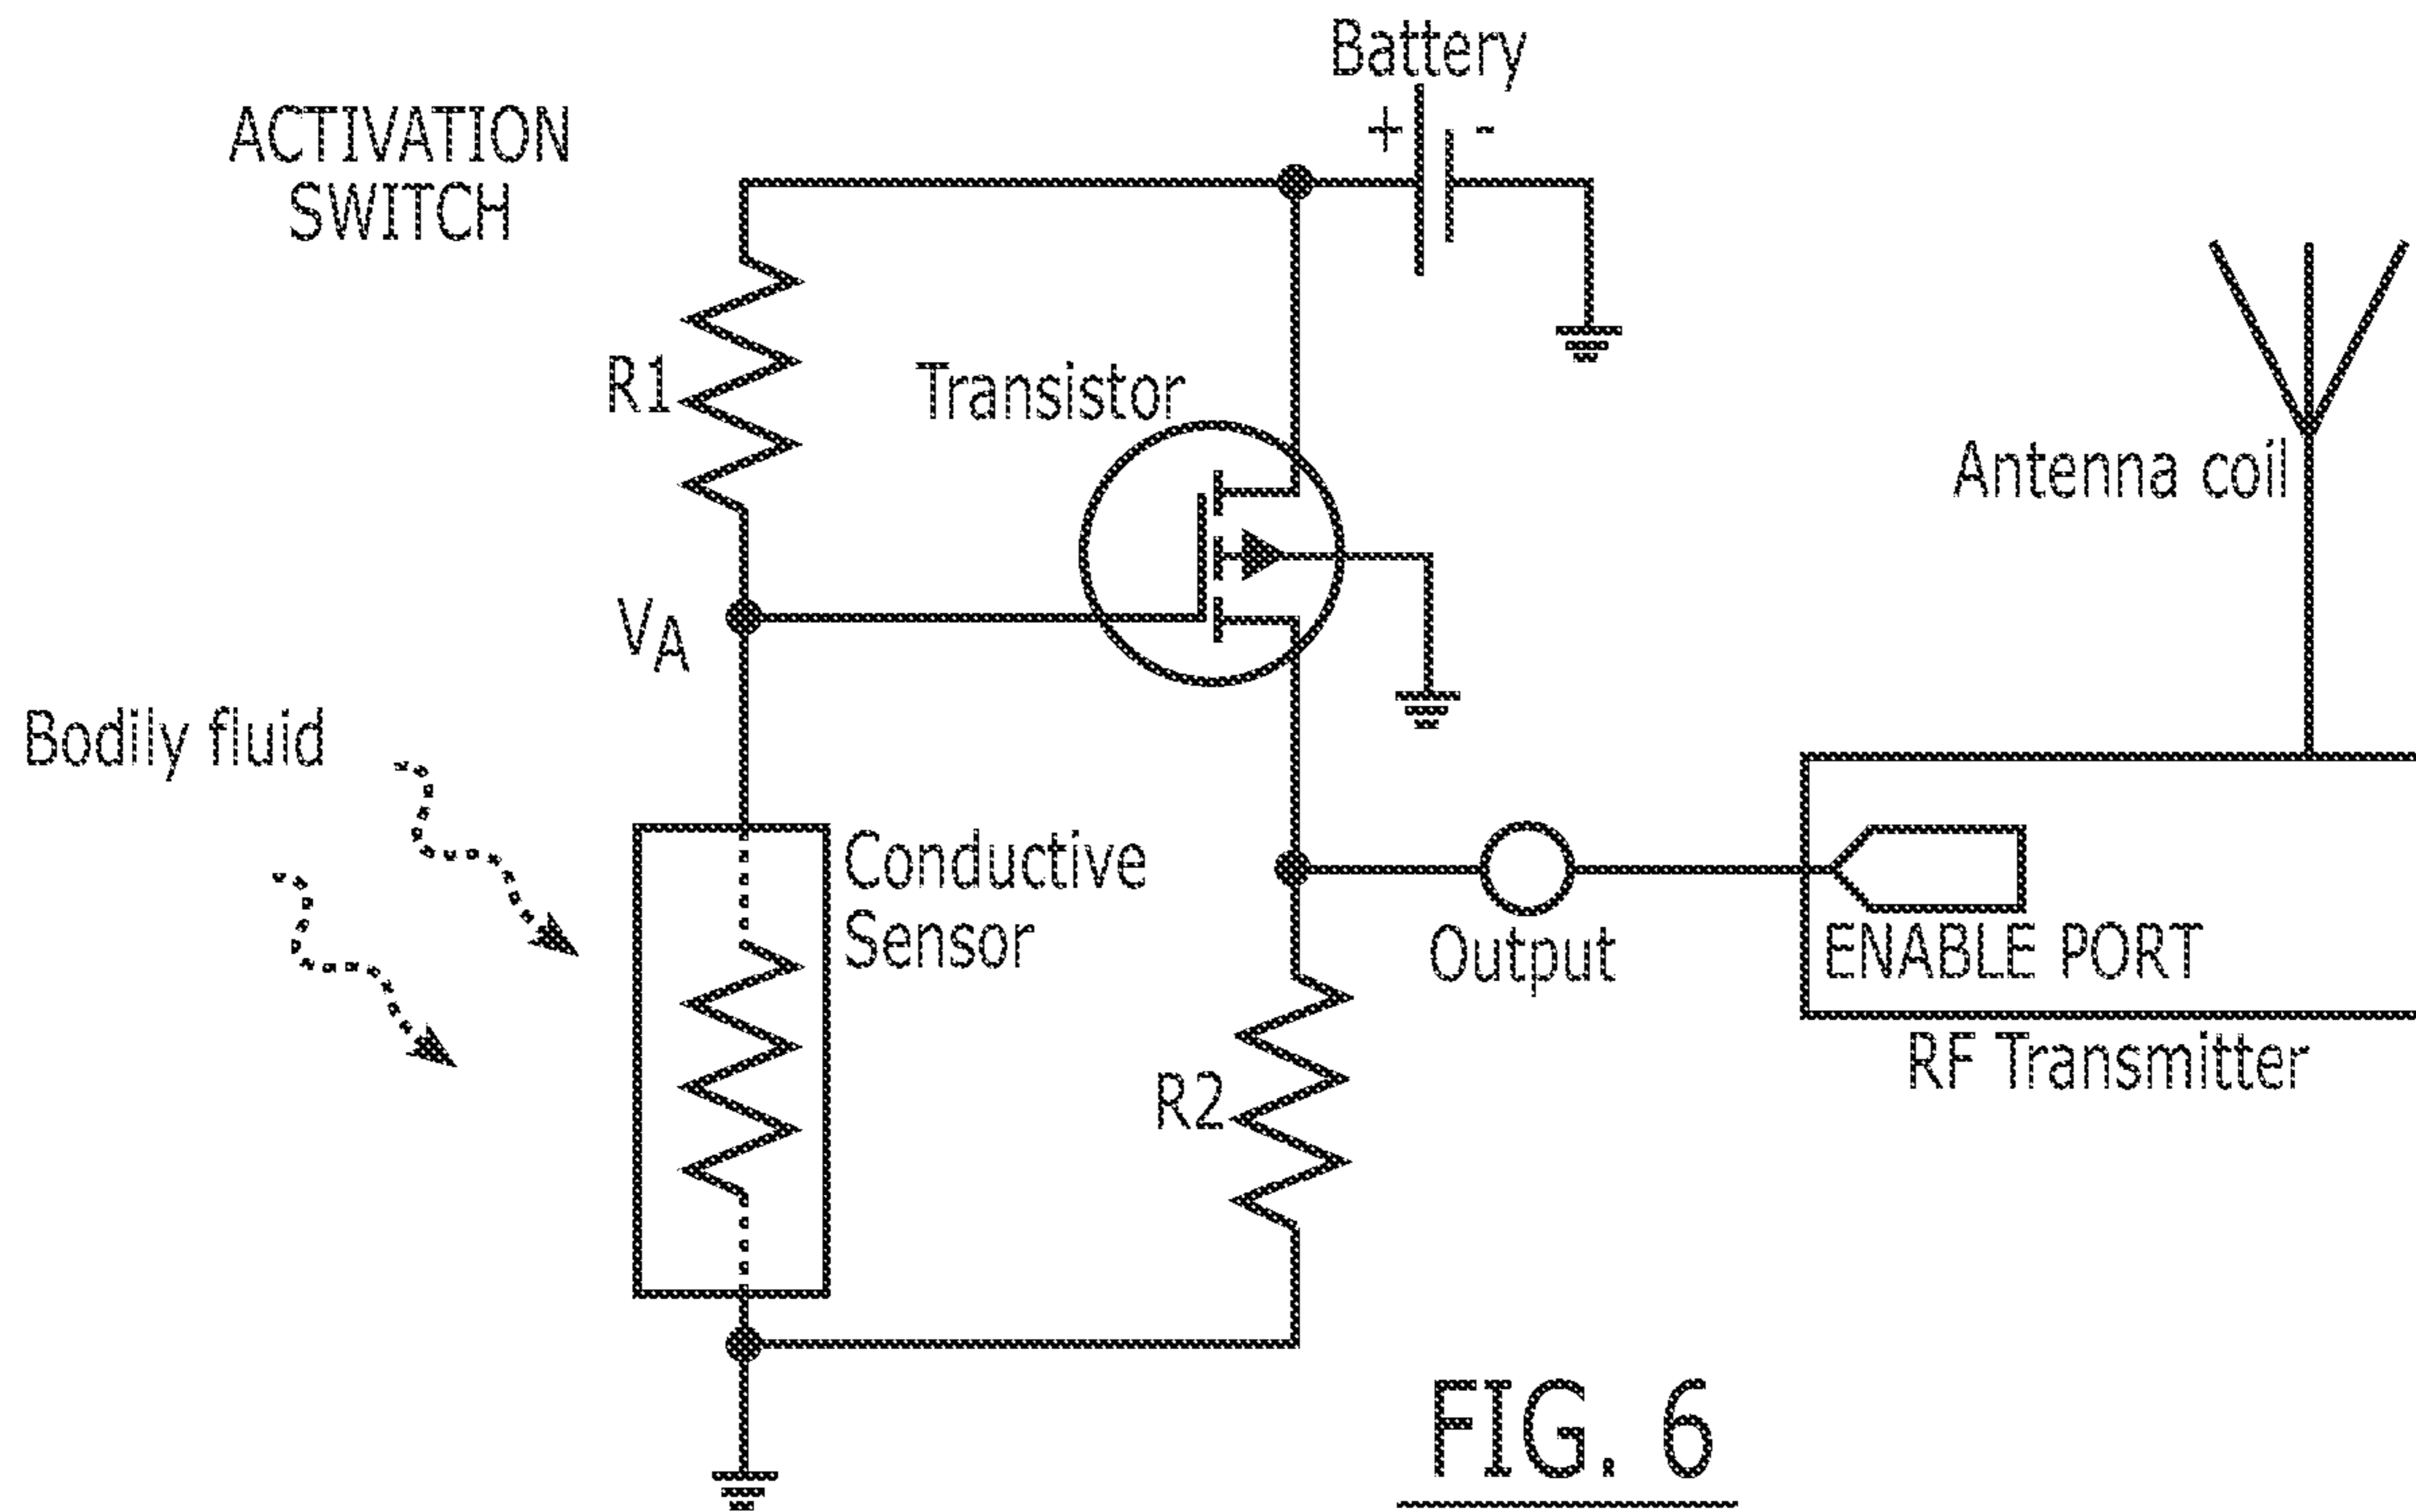 Battery
+ -
ACTIVATION
SWITCH
R1
Transistor
Antenna coil
VA
Bodily fluid
Conductive
Sensor
Output
ENABLE PORT
RF Transmitter
R2
FIG. 6